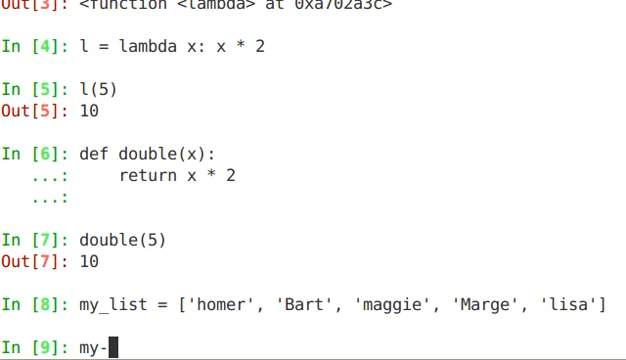 Out[3]: <function <lambda> at 0xa702a3c>
In [4]: l = lambda x: x * 2
In [5]: l(5)
Out[5]: 10
In [6]: def double(x):
   ...:     return x * 2
   ...:
In [7]: double(5)
Out[7]: 10
In [8]: my_list = ['homer', 'Bart', 'maggie', 'Marge', 'lisa']
In [9]: my-